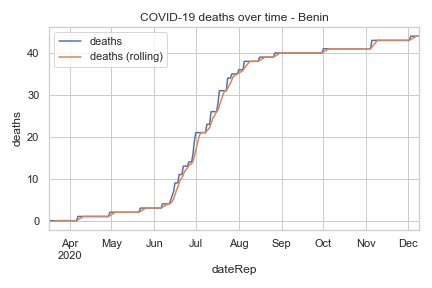 COVID-19 deaths over time - Benin
deaths
deaths (rolling)
deaths
40
30
20
10
0
Apr May Jun Jul Aug Sep Oct Nov Dec
2020
dateRep